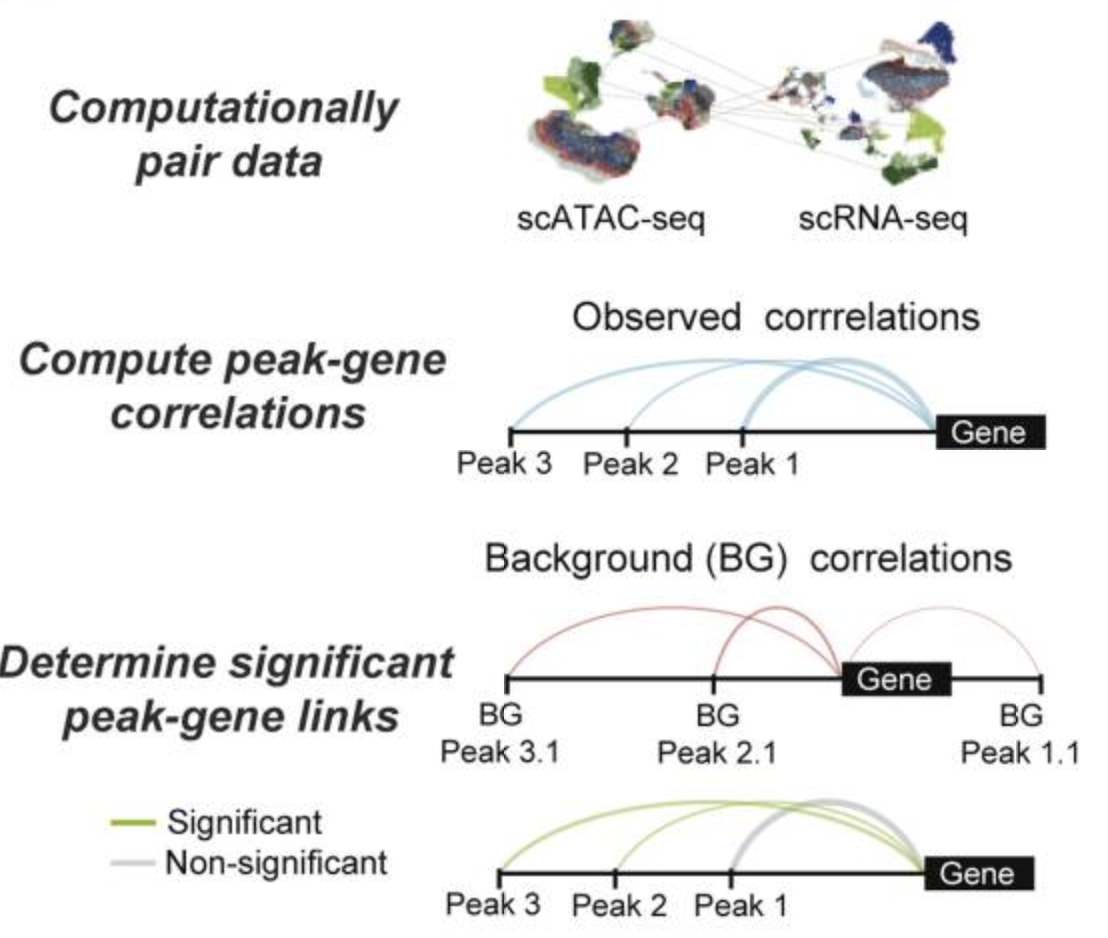 Computationally
pair data
scATAC-seq
scRNA-seq
Compute peak-gene
correlations
Observed corrrelations
Gene
Peak 3
Peak 2
Peak 1
Determine significant
peak-gene links
Background (BG) correlations
Gene
BG
Peak 3.1
BG
Peak 2.1
BG
Peak 1.1
Significant
Non-significant
Gene
Peak 3
Peak 2
Peak 1